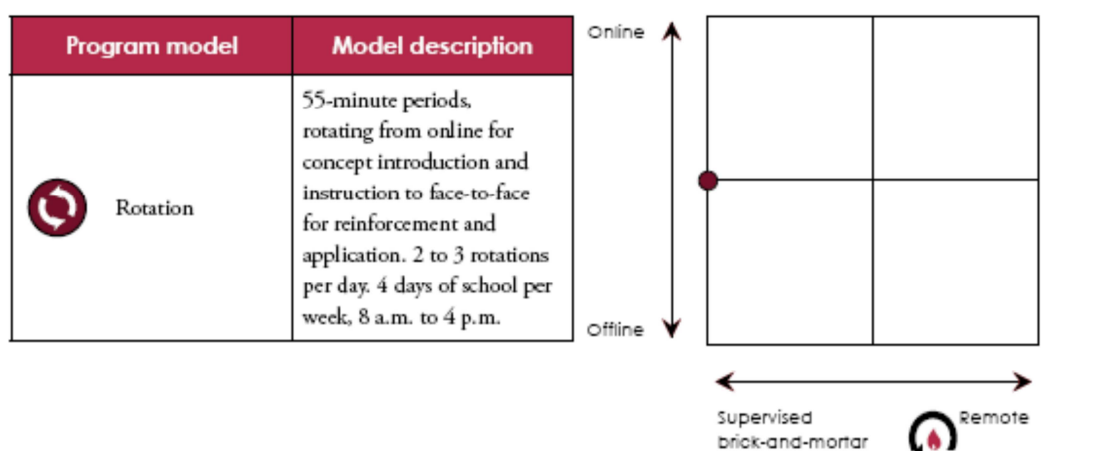 Program model
Model description
Rotation
55-minute periods,
rotating from online for
concept introduction and
instruction to face-to-face
for reinforcement and
application. 2 to 3 rotations
per day. 4 days of school per
week, 8 a.m. to 4 p.m.
Online
Offline
Supervised
brick-and-mortar
Remote